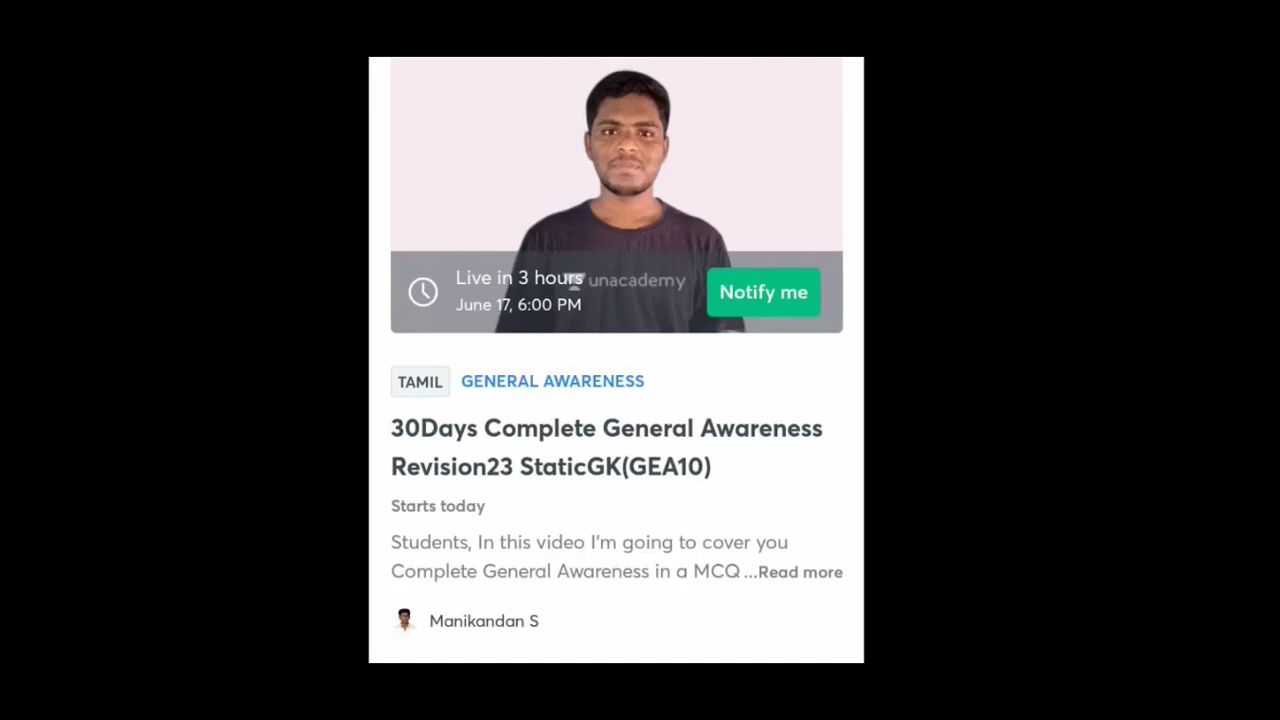 Live in 3 hours
unacademy
June 17, 6:00 PM
Notify me
TAMIL GENERAL AWARENESS
30Days Complete General Awareness
Revision23 StaticGK(GEA10)
Starts today
Students, In this video I'm going to cover you
Complete General Awareness in a MCQ ...Read more
Manikandan S